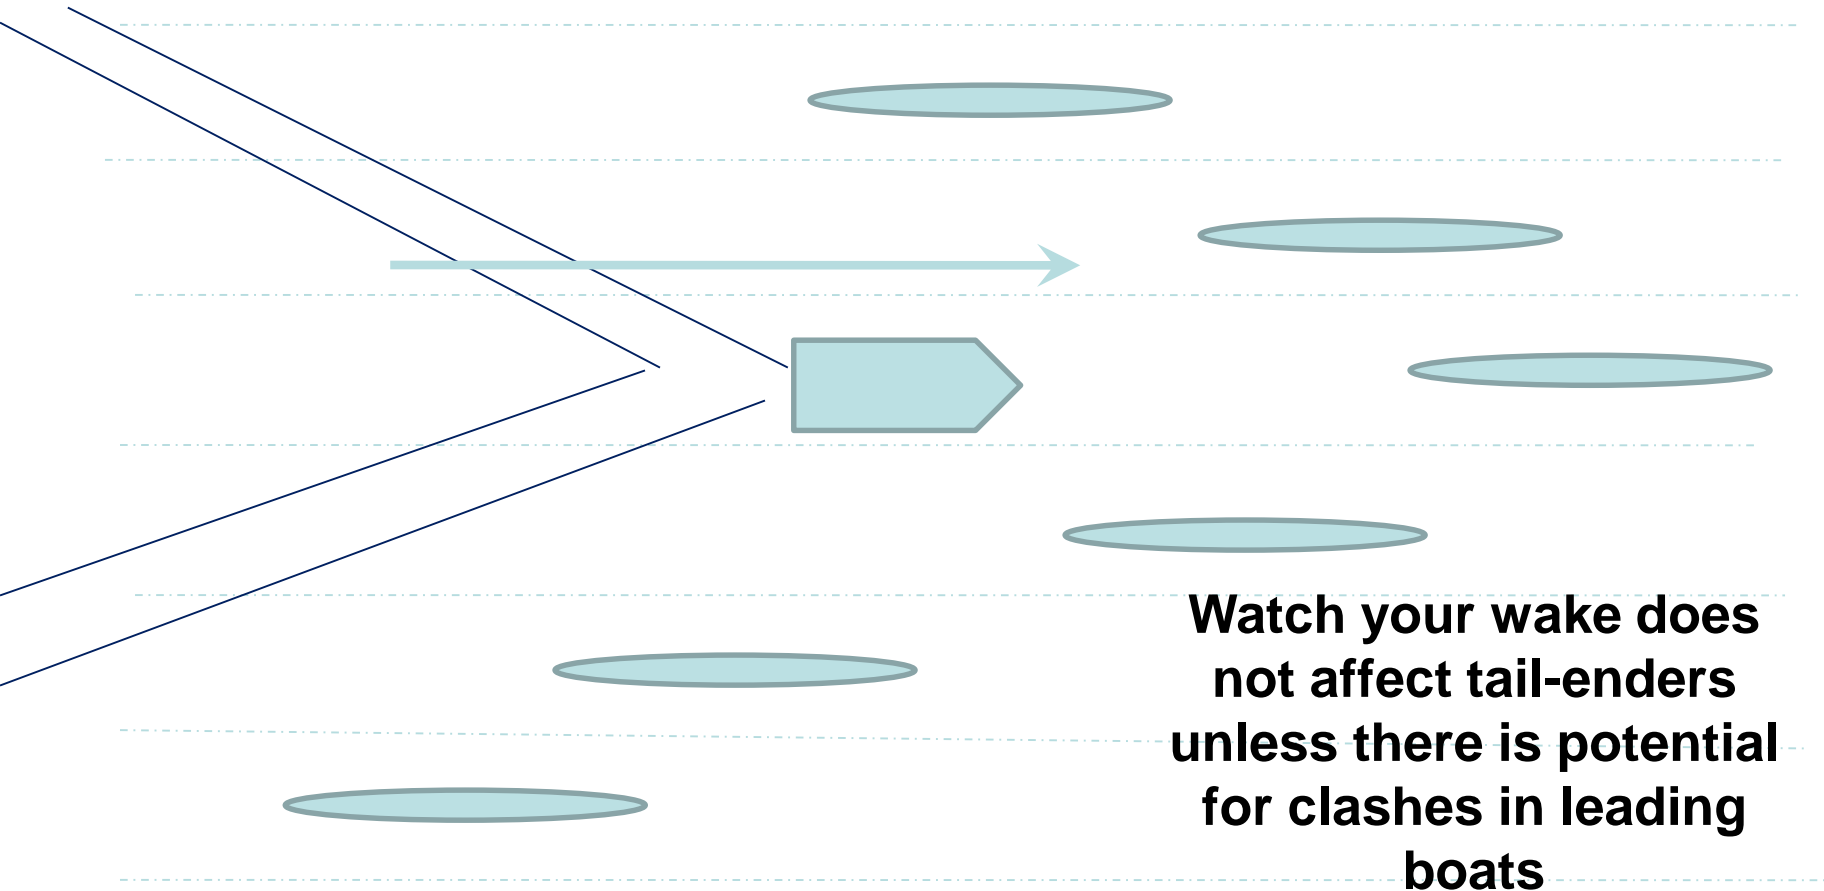 Watch your wake does
not affect tail-enders
unless there is potential
for clashes in leading
boats